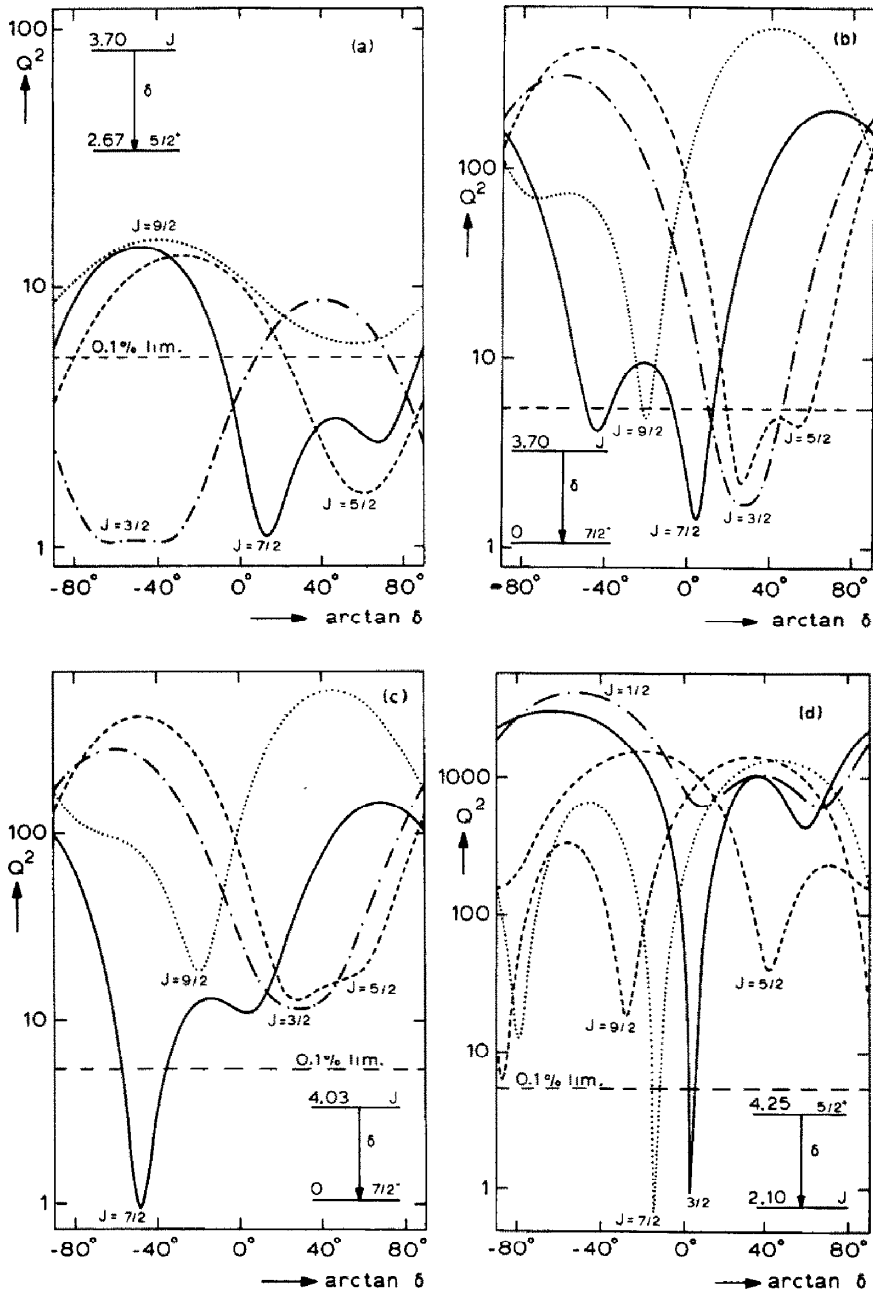 (a)
100
Q²
3.70 J
δ
2.67 5/2⁺
J=9/2
10
0.1% lim.
J=3/2
J=7/2
J=5/2
1
-80° -40° 0° 40° 80°
arctan δ
(b)
100
Q²
10
J=9/2
J=5/2
3.70 J
δ
J=7/2
J=3/2
0 7/2⁻
1
-80° -40° 0° 40° 80°
arctan δ
(c)
100
Q²
J=9/2
J=5/2
J=3/2
10
0.1% lim.
4.03 J
δ
0 7/2⁻
1
J=7/2
-80° -40° 0° 40° 80°
arctan δ
J=1/2
(d)
1000
Q²
100
J=5/2
J=9/2
10
0.1% lim.
4.25 5/2⁺
δ
1
3/2
2.10 J
J=7/2
-80° -40° 0° 40° 80°
arctan δ